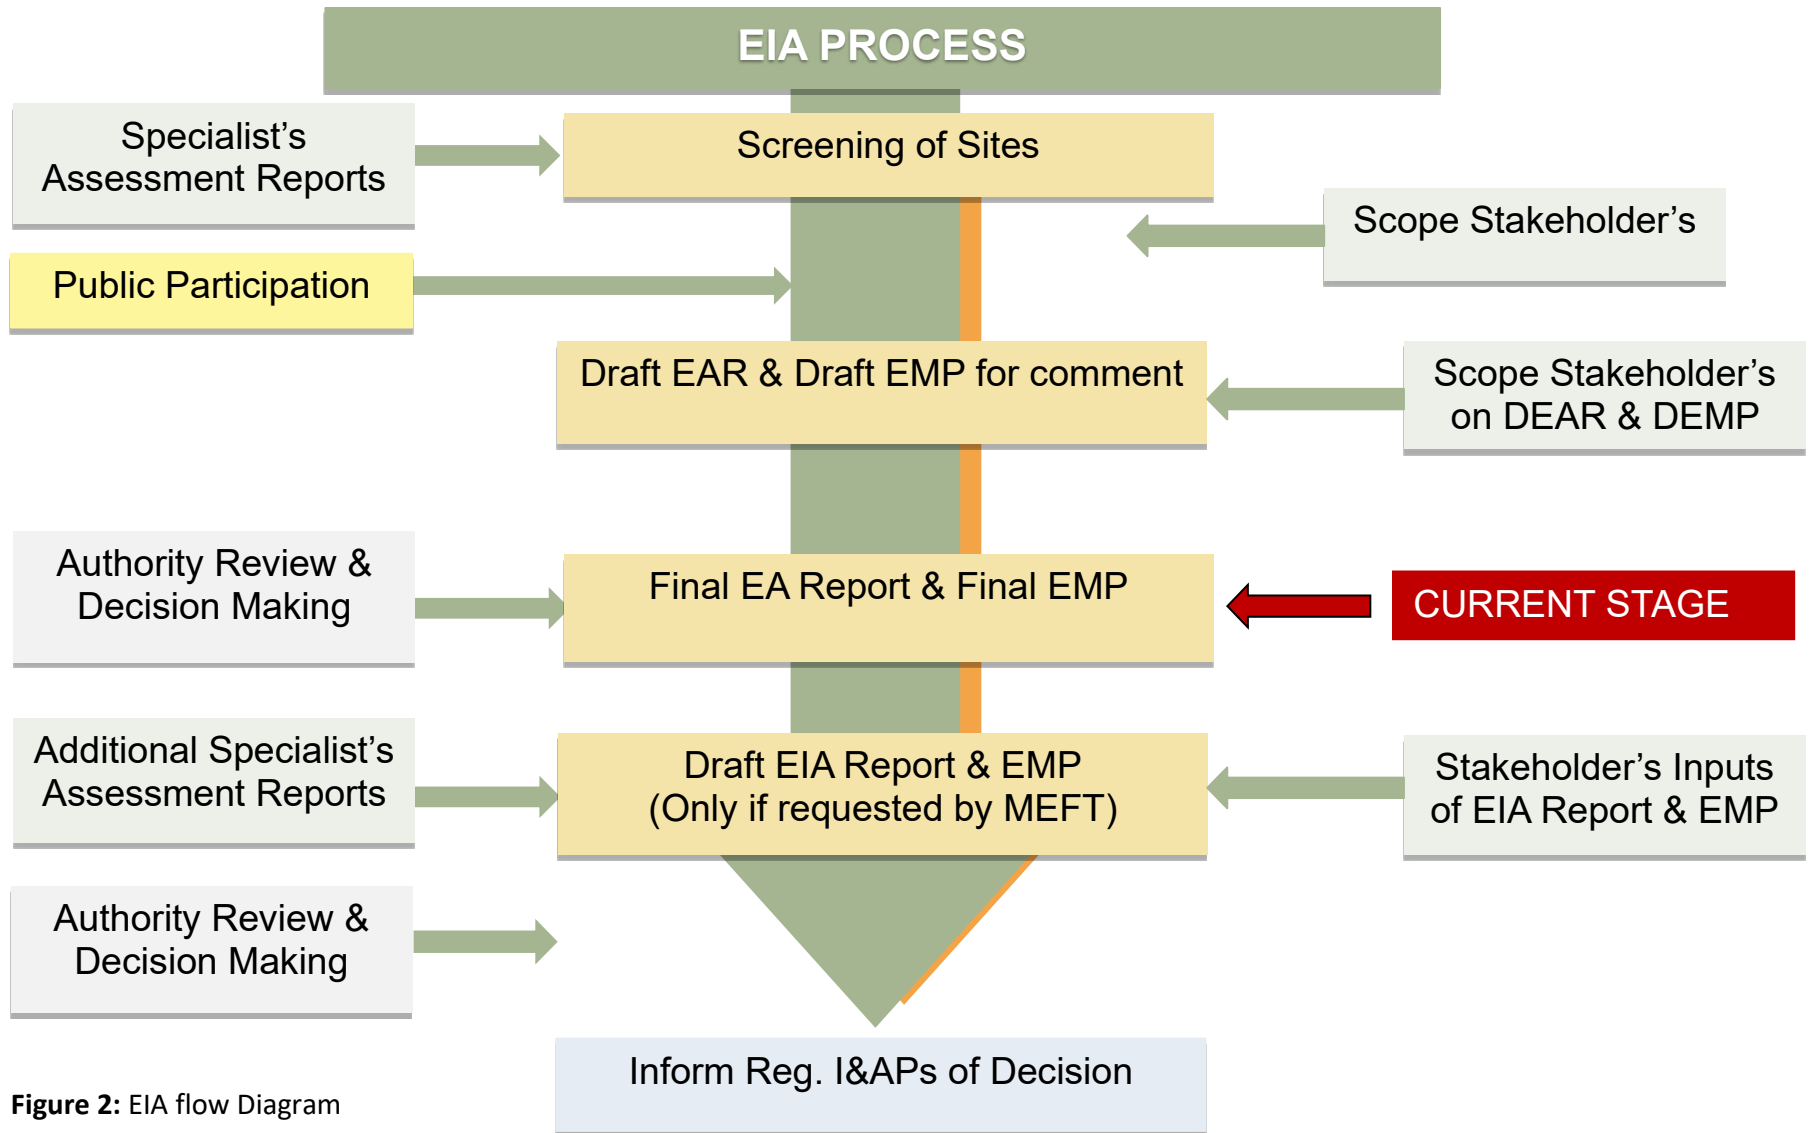 EIA PROCESS
Specialist’s
Assessment Reports
Screening of Sites
Scope Stakeholder’s
Public Participation
Draft EAR & Draft EMP for comment
Scope Stakeholder’s
on DEAR & DEMP
Authority Review &
Decision Making
Final EA Report & Final EMP
CURRENT STAGE
Additional Specialist’s
Assessment Reports
Draft EIA Report & EMP
(Only if requested by MEFT)
Stakeholder’s Inputs
of EIA Report & EMP
Authority Review &
Decision Making
Inform Reg. I&APs of Decision
Figure 2: EIA flow Diagram